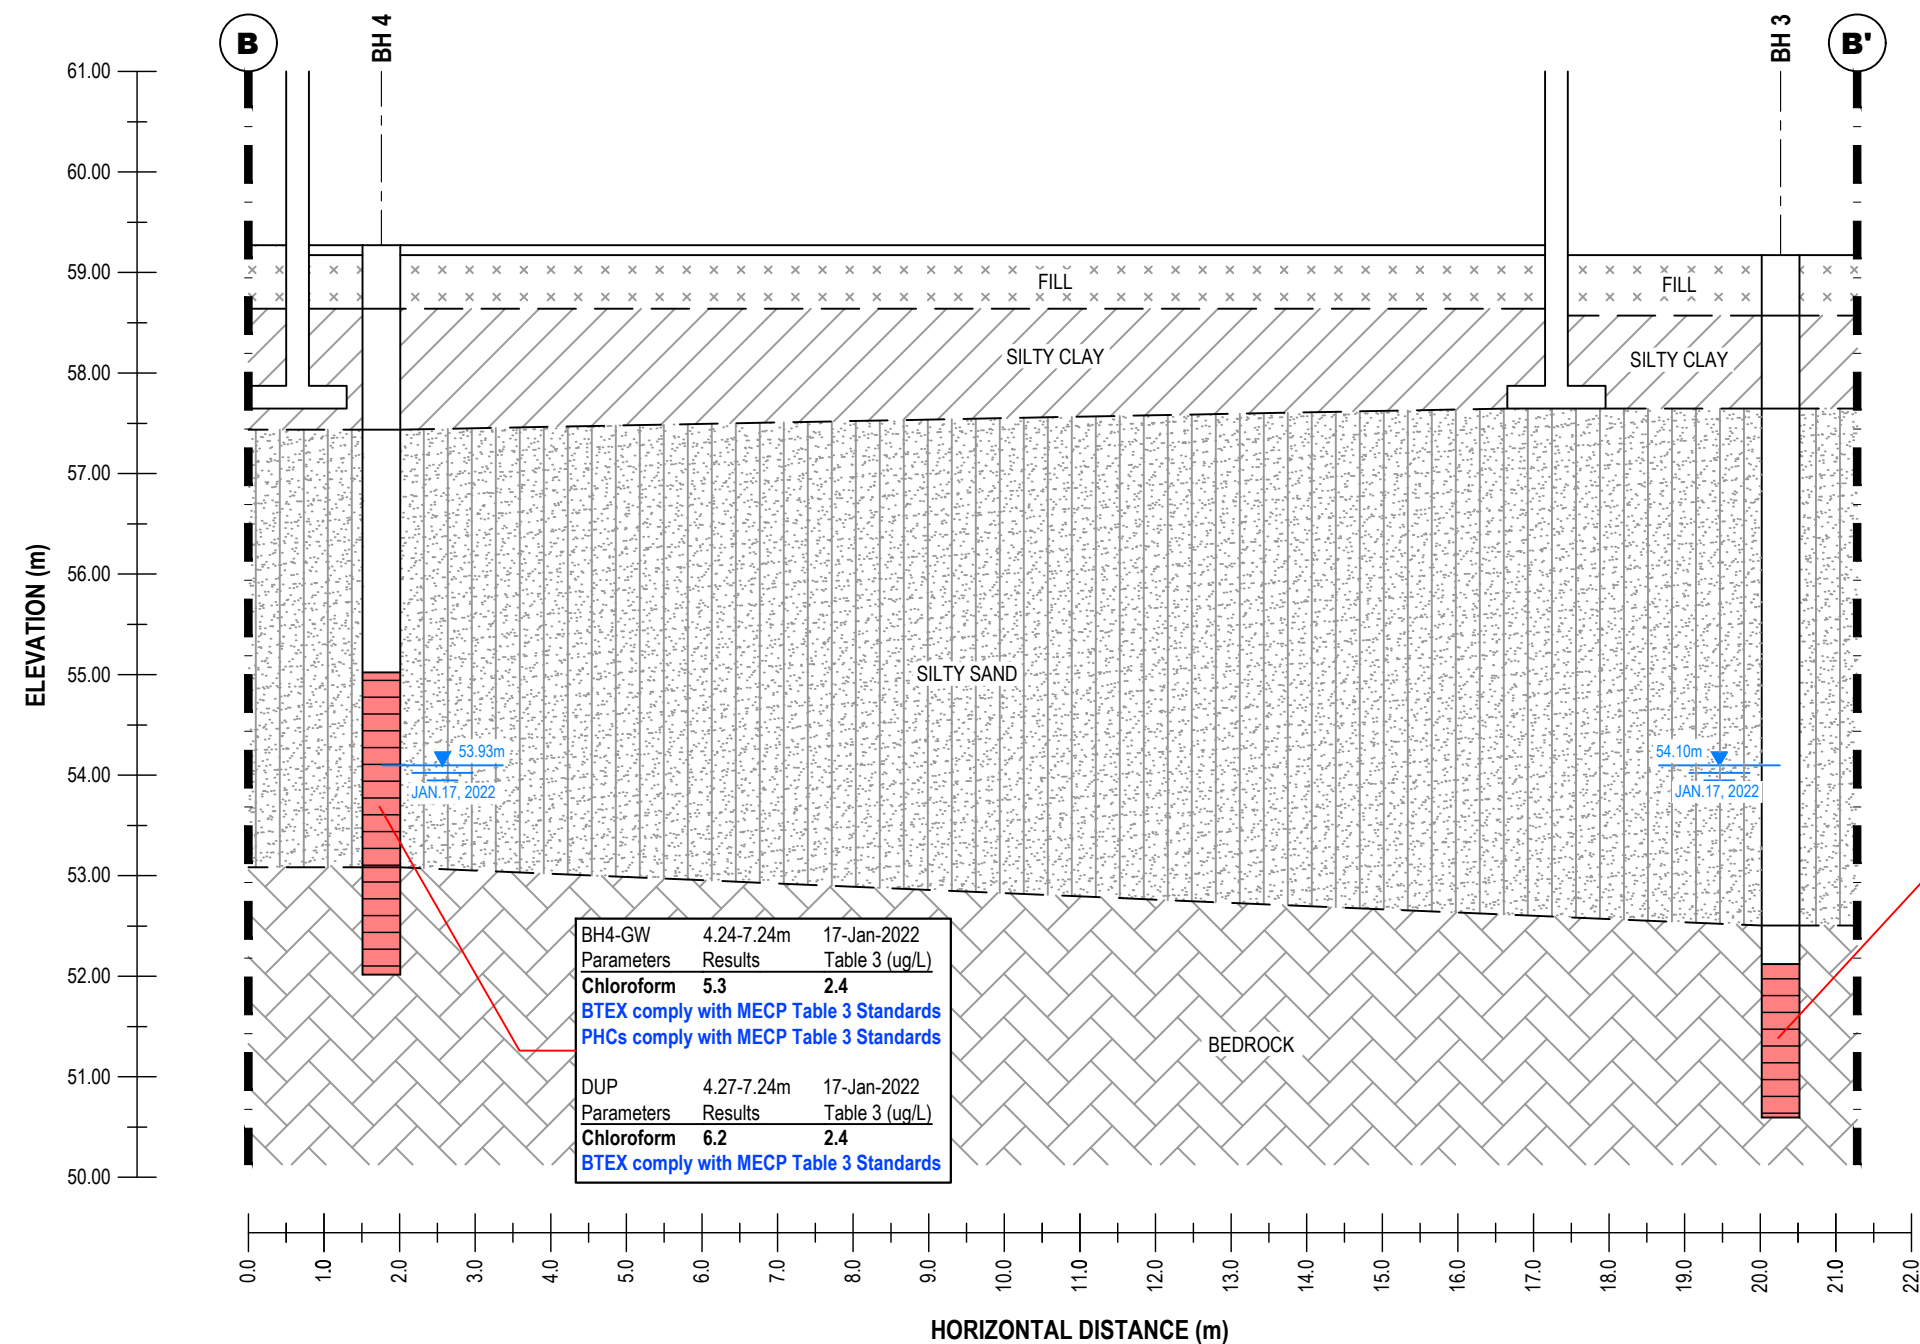 B
BH 4
BH 3
B'
61.00
60.00
59.00
58.00
57.00
56.00
55.00
54.00
53.00
52.00
51.00
50.00
ELEVATION (m)
FILL
FILL
SILTY CLAY
SILTY CLAY
SILTY SAND
53.93m
JAN.17, 2022
54.10m
JAN.17, 2022
BEDROCK
BH4-GW 4.24-7.24m 17-Jan-2022
Parameters Results Table 3 (ug/L)
Chloroform 5.3 2.4
BTEX comply with MECP Table 3 Standards
PHCs comply with MECP Table 3 Standards
DUP 4.27-7.24m 17-Jan-2022
Parameters Results Table 3 (ug/L)
Chloroform 6.2 2.4
BTEX comply with MECP Table 3 Standards
0.0 1.0 2.0 3.0 4.0 5.0 6.0 7.0 8.0 9.0 10.0 11.0 12.0 13.0 14.0 15.0 16.0 17.0 18.0 19.0 20.0 21.0 22.0
HORIZONTAL DISTANCE (m)